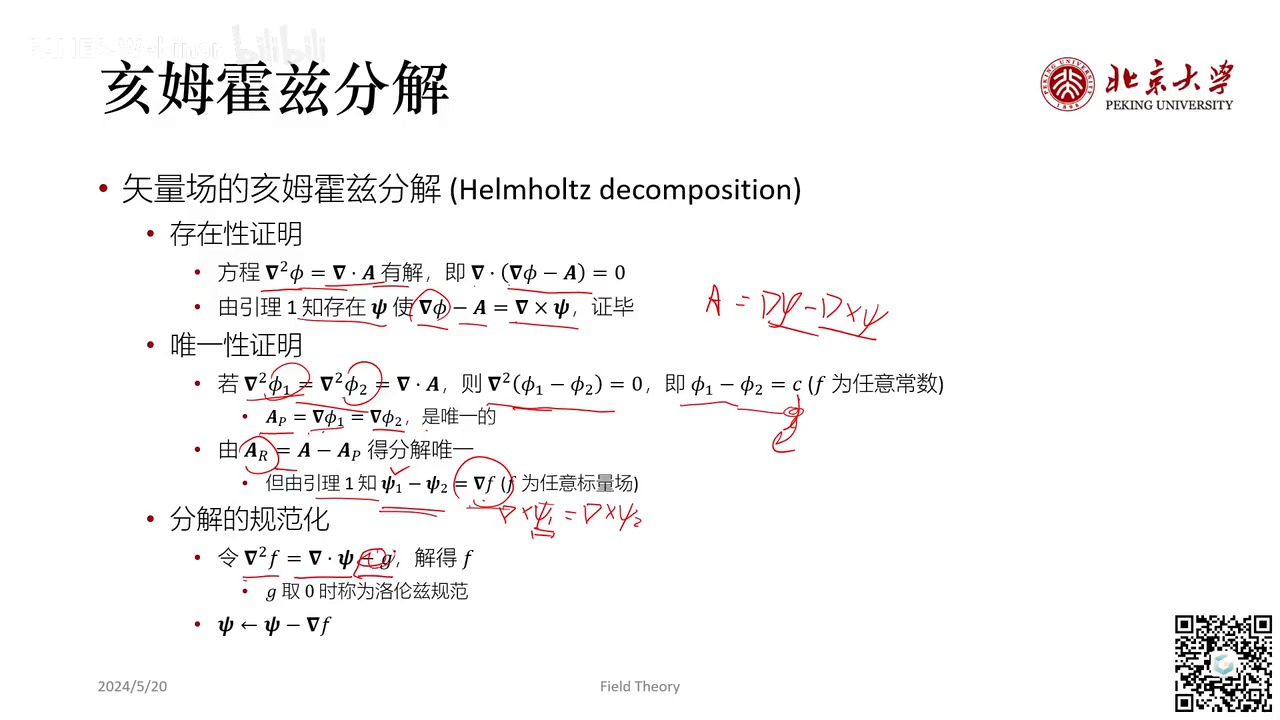 bilibili
亥姆霍兹分解
北京大学
PEKING UNIVERSITY
• 矢量场的亥姆霍兹分解 (Helmholtz decomposition)
• 存在性证明
• 方程 ∇²ϕ = ∇ · A 有解，即 ∇ · (∇ϕ − A) = 0
• 由引理 1 知存在 ψ 使 ∇ϕ − A = ∇ × ψ，证毕
A = ∇φ − ∇×ψ
• 唯一性证明
• 若 ∇²ϕ₁ = ∇²ϕ₂ = ∇ · A，则 ∇²(ϕ₁ − ϕ₂) = 0，即 ϕ₁ − ϕ₂ = c (f 为任意常数)
• A_P = ∇ϕ₁ = ∇ϕ₂，是唯一的
• 由 A_R = A − A_P 得分解唯一
• 但由引理 1 知 ψ₁ − ψ₂ = ∇f (f 为任意标量场)
∇×ψ₁ = ∇×ψ₂
• 分解的规范化
• 令 ∇²f = ∇ · ψ − g，解得 f
• g 取 0 时称为洛伦兹规范
• ψ ← ψ − ∇f
2024/5/20
Field Theory